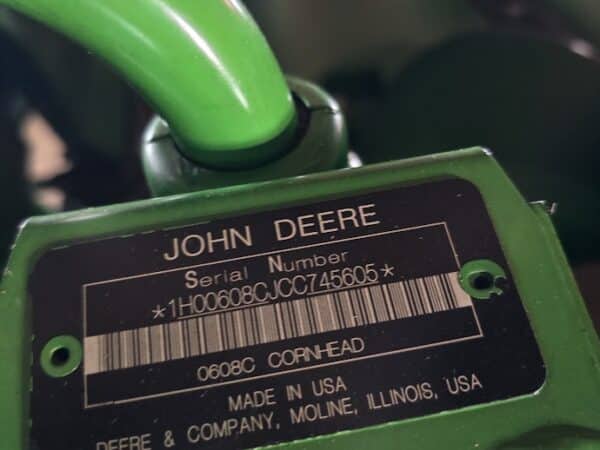 JOHN DEERE
Serial Number
*1H00608CJCC745605*
0608C CORNHEAD
MADE IN USA
DEERE & COMPANY, MOLINE, ILLINOIS, USA